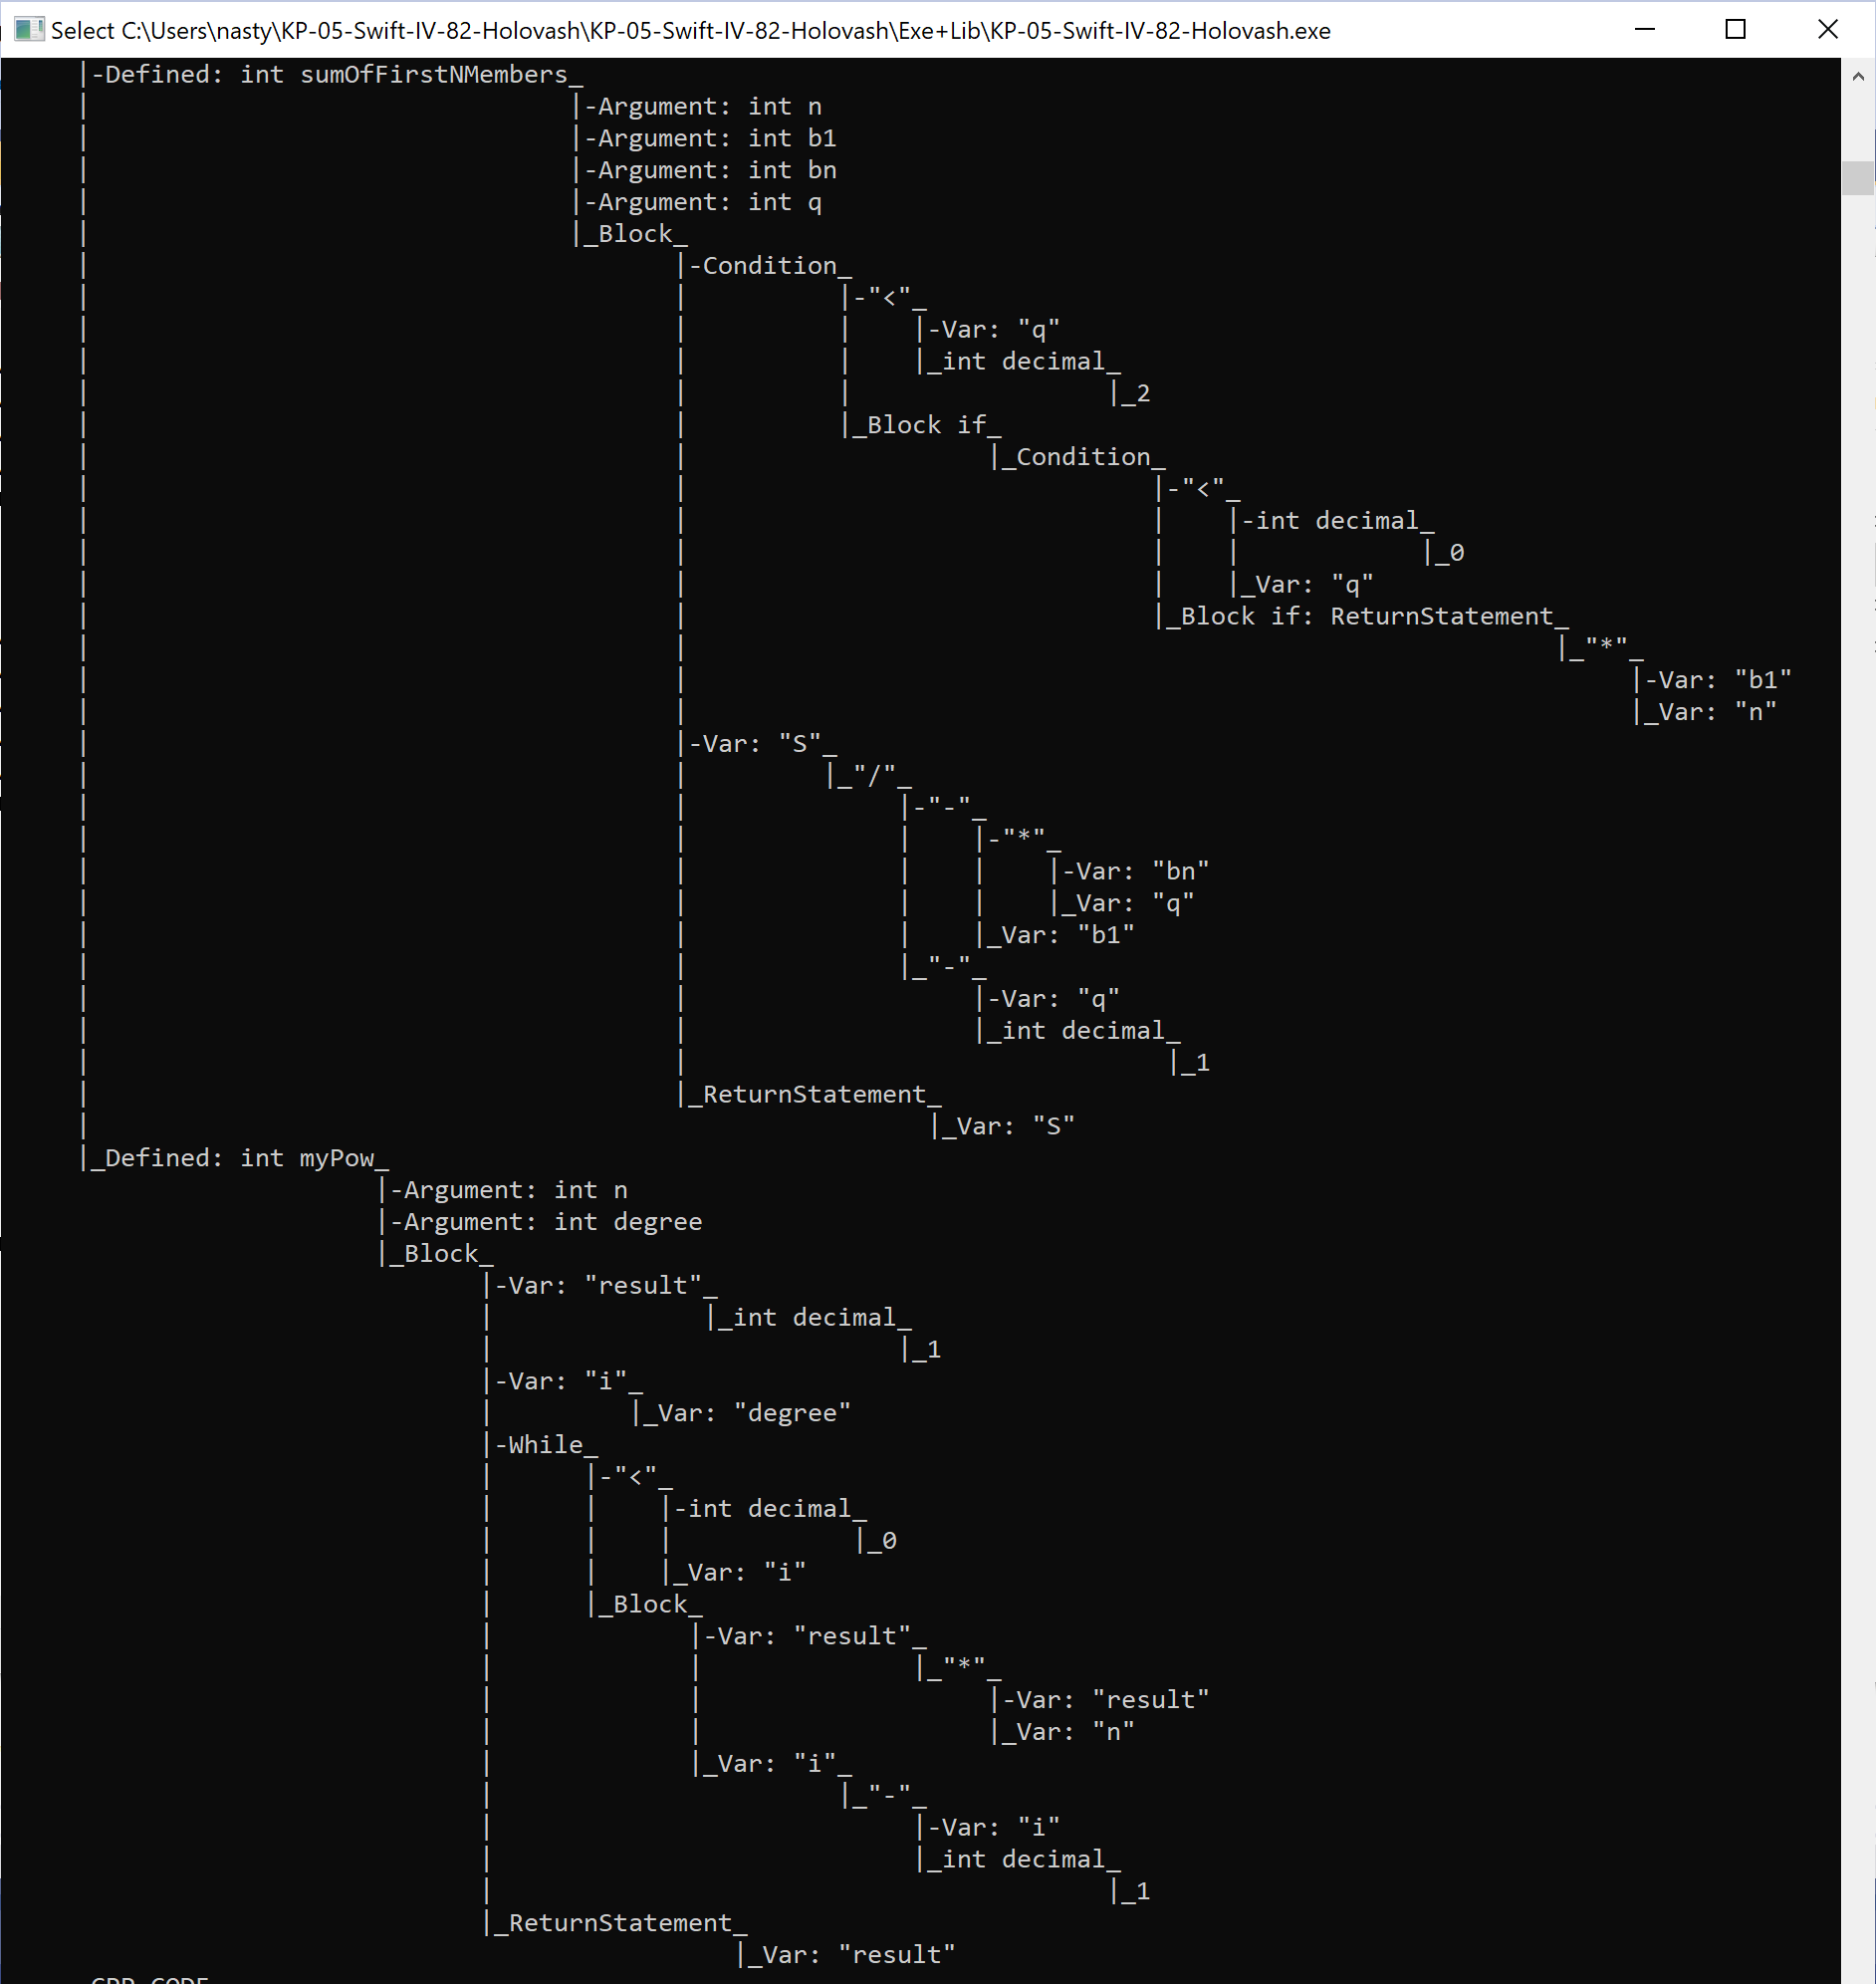 Select C:\Users\nasty\KP-05-Swift-IV-82-Holovash\KP-05-Swift-IV-82-Holovash\Exe+Lib\KP-05-Swift-IV-82-Holovash.exe
|-Defined: int sumOfFirstNMembers_
| |-Argument: int n
| |-Argument: int b1
| |-Argument: int bn
| |-Argument: int q
| |_Block_
| |-Condition_
| | |-"<"_
| | | |-Var: "q"
| | | |_int decimal_
| | | |_2
| | |_Block if_
| | |_Condition_
| | |-"<"_
| | | |-int decimal_
| | | | |_0
| | | |_Var: "q"
| | |_Block if: ReturnStatement_
| | |_"*"_
| | |-Var: "b1"
| | |_Var: "n"
| |-Var: "S"_
| | |_"/"_
| | |-"-"_
| | | |-"*"_
| | | | |-Var: "bn"
| | | | |_Var: "q"
| | | |_Var: "b1"
| | |_"-"_
| | |-Var: "q"
| | |_int decimal_
| | |_1
| |_ReturnStatement_
| |_Var: "S"
|_Defined: int myPow_
|-Argument: int n
|-Argument: int degree
|_Block_
|-Var: "result"_
| |_int decimal_
| |_1
|-Var: "i"_
| |_Var: "degree"
|-While_
| |-"<"_
| | |-int decimal_
| | | |_0
| | |_Var: "i"
| |_Block_
| |-Var: "result"_
| | |_"*"_
| | |-Var: "result"
| | |_Var: "n"
| |_Var: "i"_
| |_"-"_
| |-Var: "i"
| |_int decimal_
| |_1
|_ReturnStatement_
|_Var: "result"